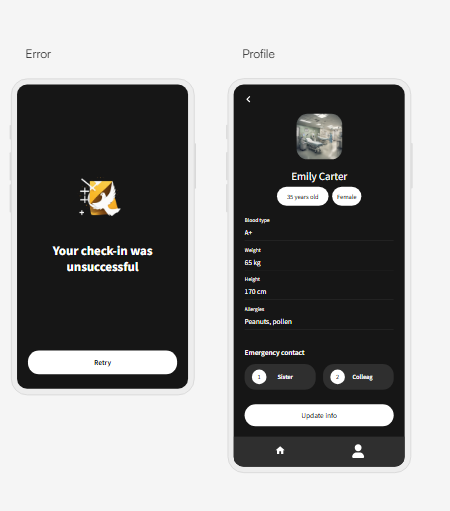 Error
Your check-in was
unsuccessful
Retry
Profile
Emily Carter
35 years old
Female
Blood type
A+
Weight
65 kg
Height
170 cm
Allergies
Peanuts, pollen
Emergency contact
1 Sister
2 Colleag
Update info